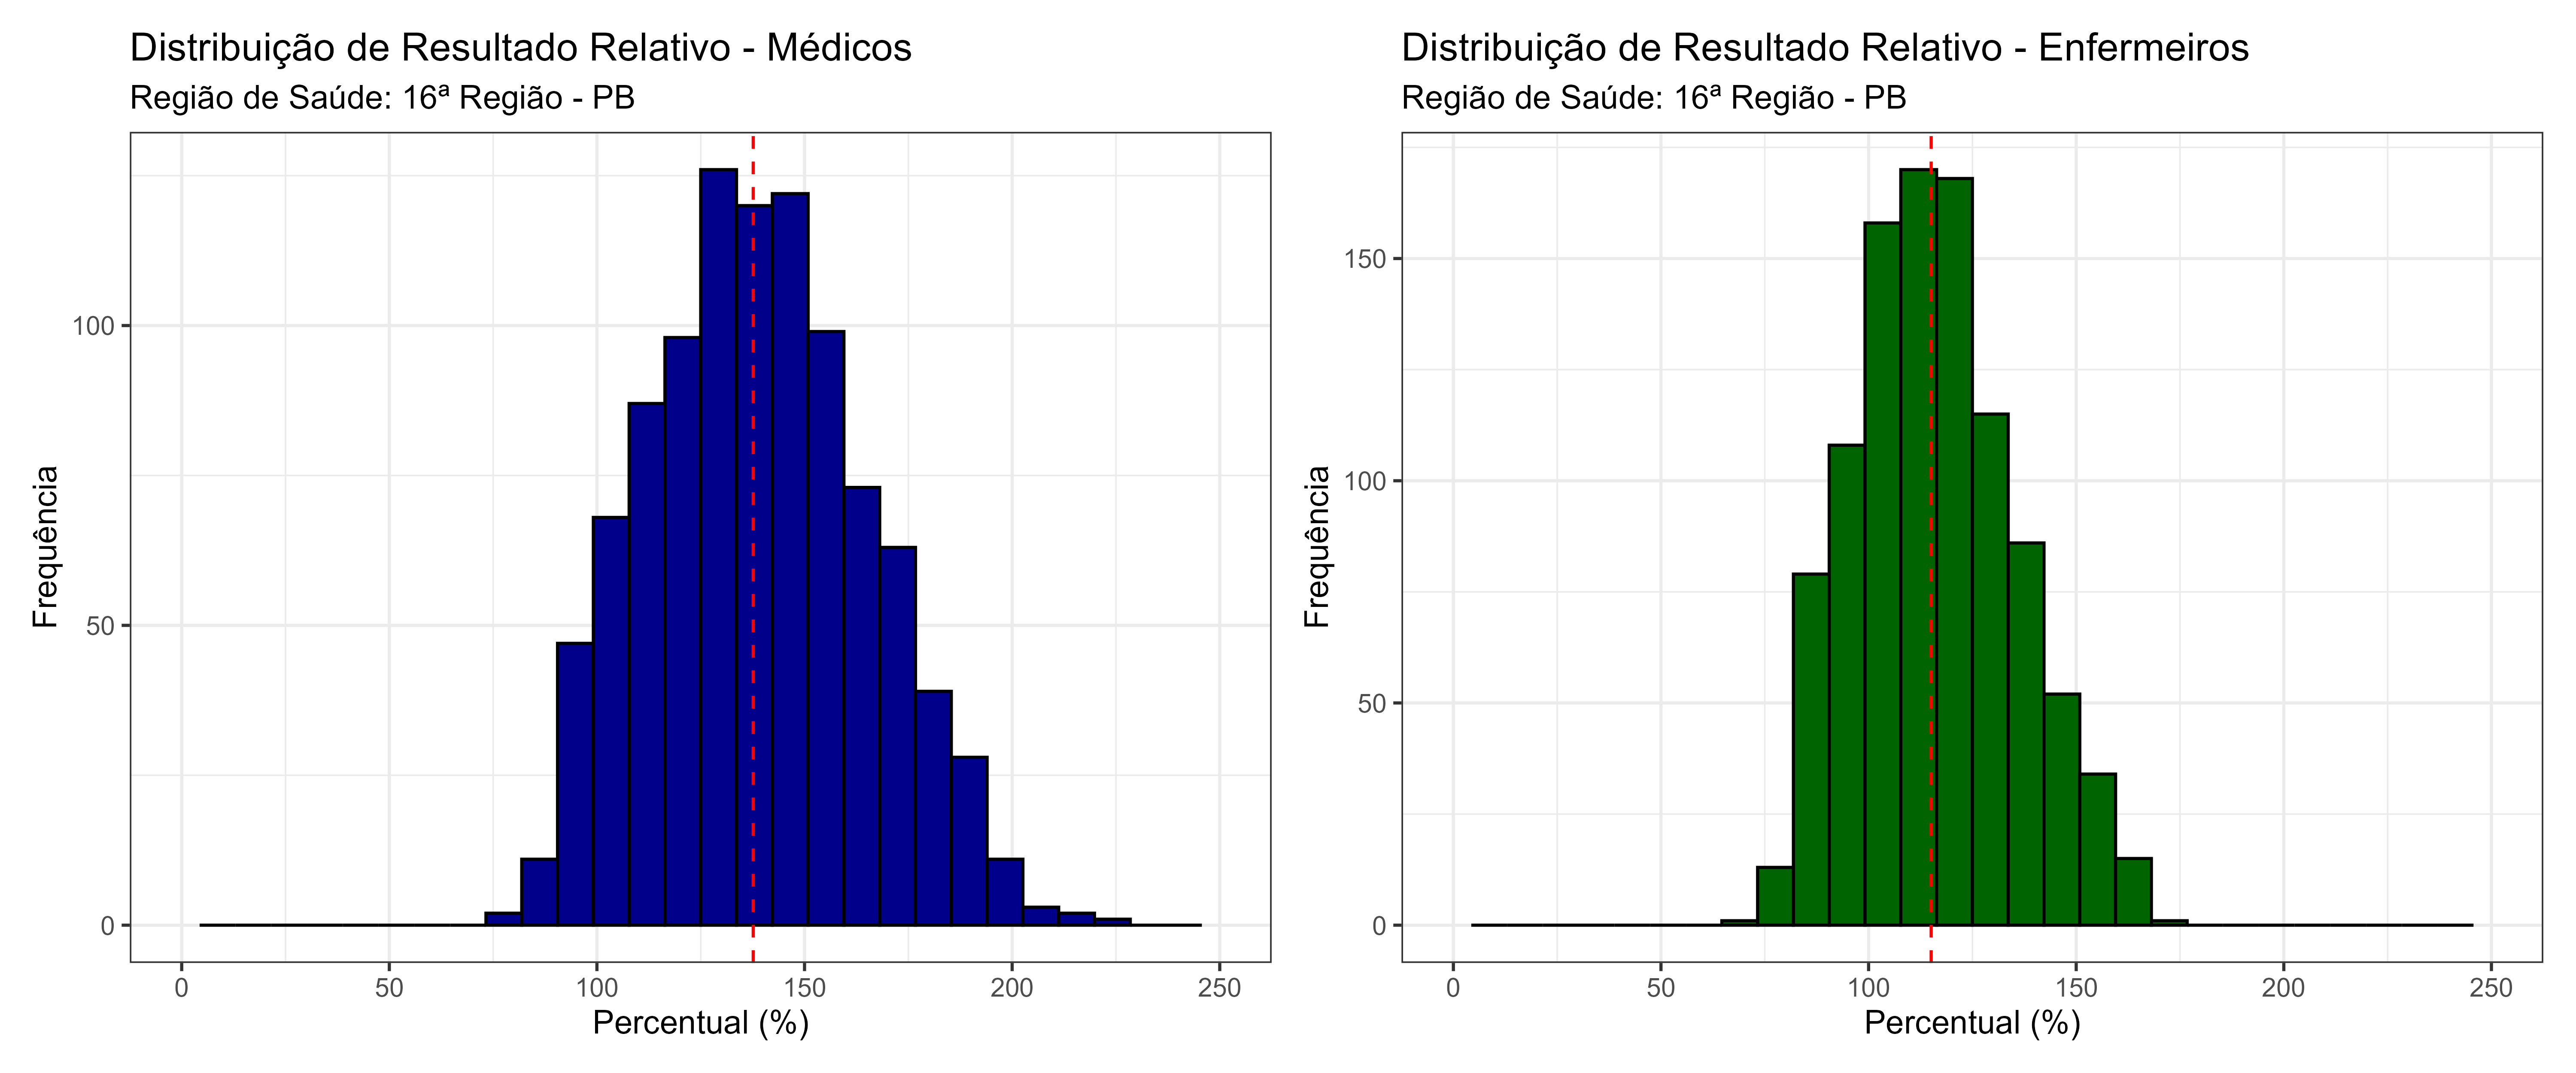 Distribuição de Resultado Relativo - Médicos
Região de Saúde: 16ª Região - PB
Frequência
100
50
0
0 50 100 150 200 250
Percentual (%)
Distribuição de Resultado Relativo - Enfermeiros
Região de Saúde: 16ª Região - PB
Frequência
150
100
50
0
0 50 100 150 200 250
Percentual (%)